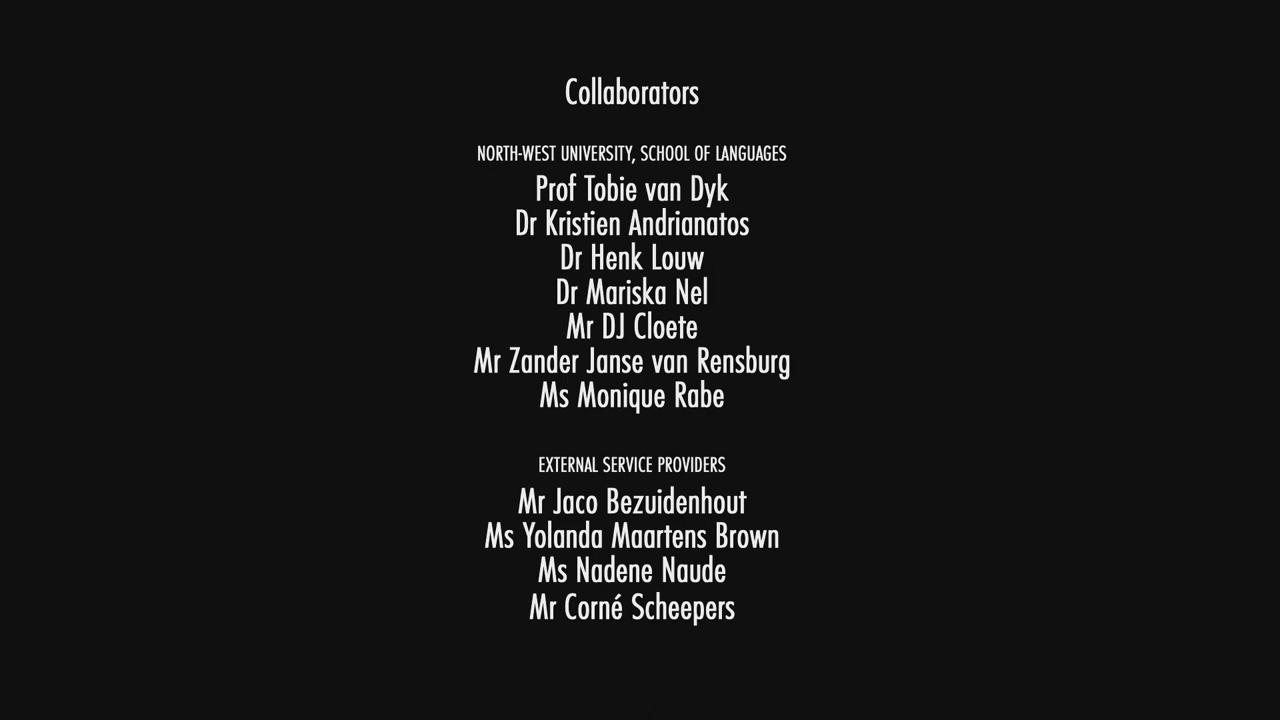 Collaborators
NORTH-WEST UNIVERSITY, SCHOOL OF LANGUAGES
Prof Tobie van Dyk
Dr Kristien Andrianatos
Dr Henk Louw
Dr Mariska Nel
Mr DJ Cloete
Mr Zander Janse van Rensburg
Ms Monique Rabe
EXTERNAL SERVICE PROVIDERS
Mr Jaco Bezuidenhout
Ms Yolanda Maartens Brown
Ms Nadene Naude
Mr Corné Scheepers